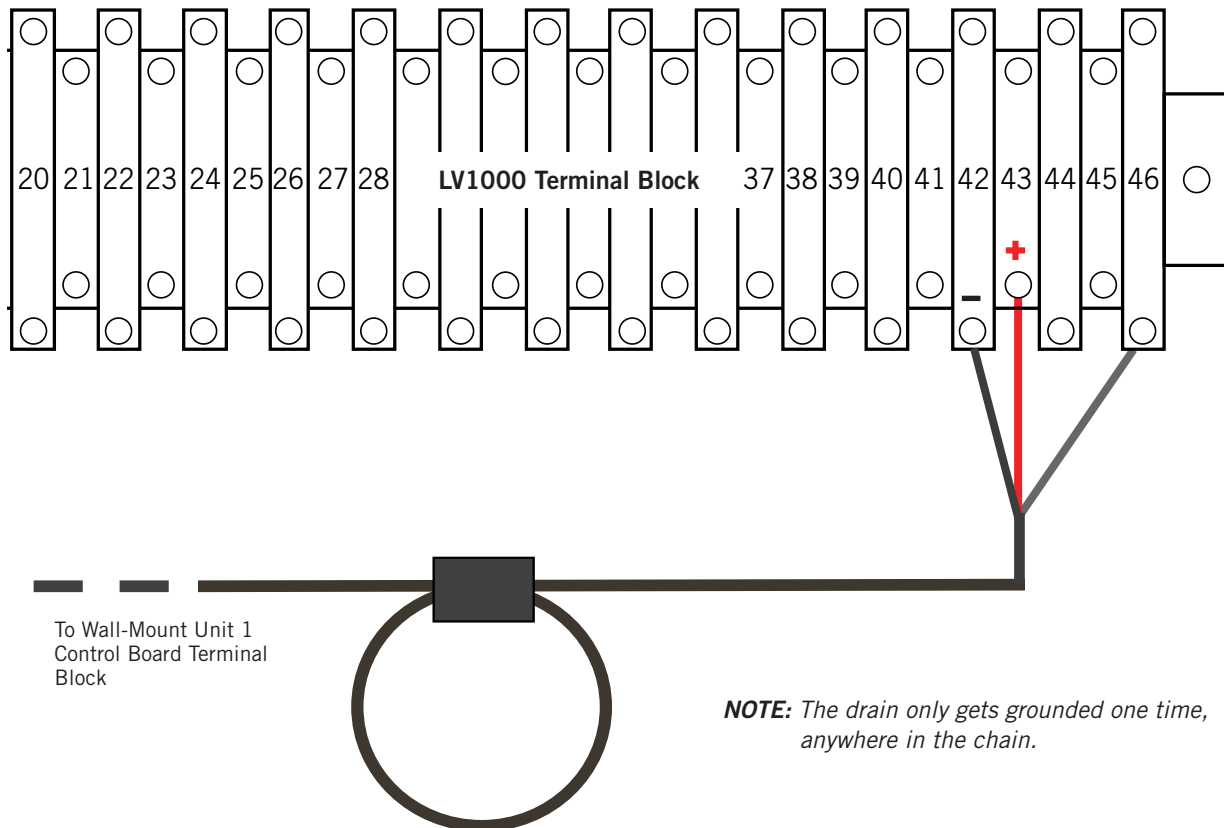 20 21 22 23 24 25 26 27 28 LV1000 Terminal Block 37 38 39 40 41 42 43 44 45 46
+
-
To Wall-Mount Unit 1
Control Board Terminal
Block
NOTE: The drain only gets grounded one time,
anywhere in the chain.